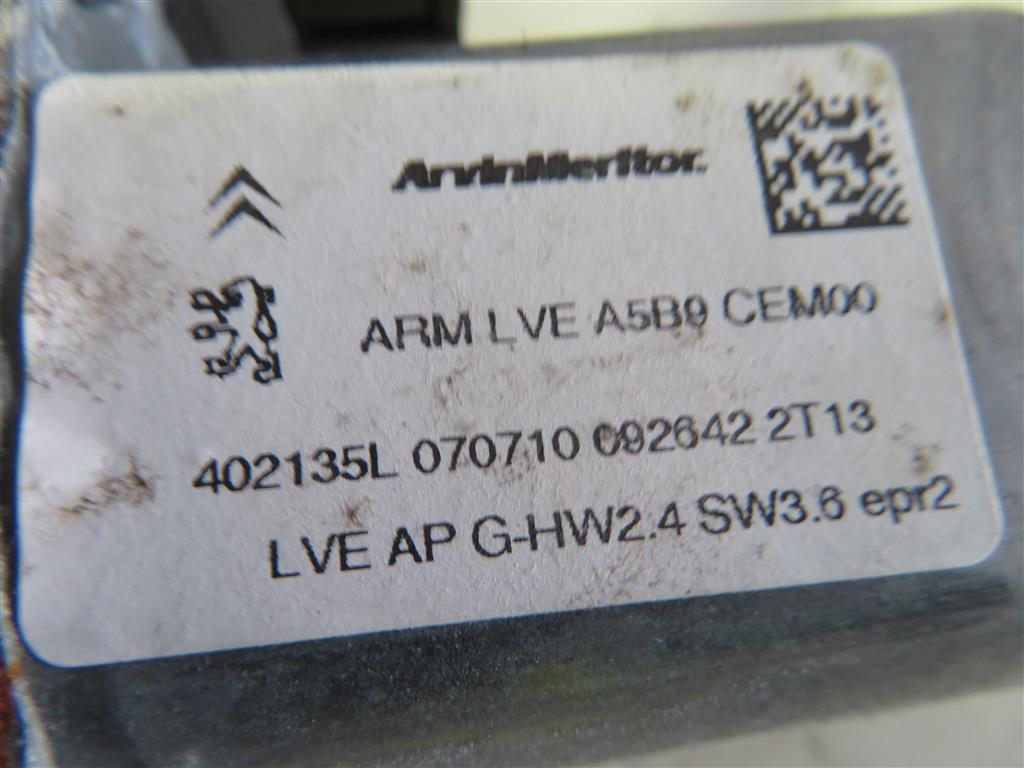 ArvinMeritor.
ARM LVE A5B9 CEM00
402135L 070710 092642 2T13
LVE AP G-HW2.4 SW3.6 epr2